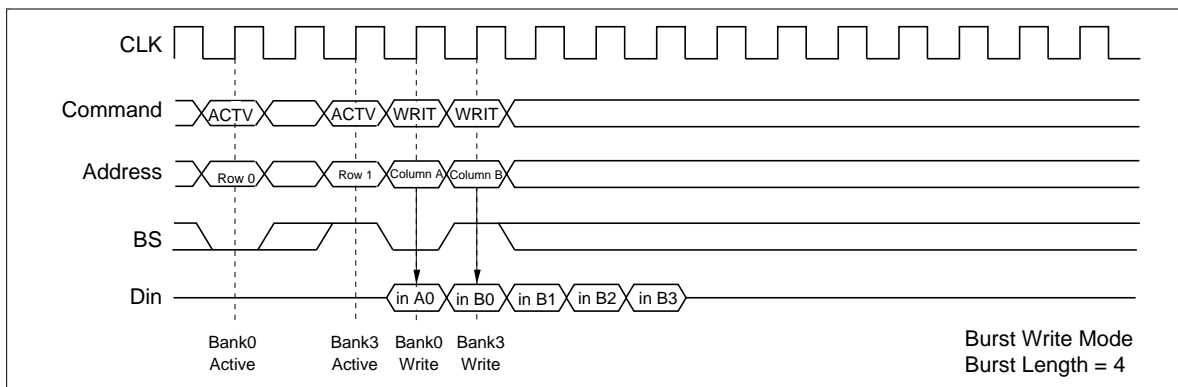 CLK
Command ACTV ACTV WRIT WRIT
Address Row 0 Row 1 Column A Column B
BS
Din in A0 in B0 in B1 in B2 in B3
Bank0 Bank3 Bank0 Bank3
Active Active Write Write
Burst Write Mode
Burst Length = 4